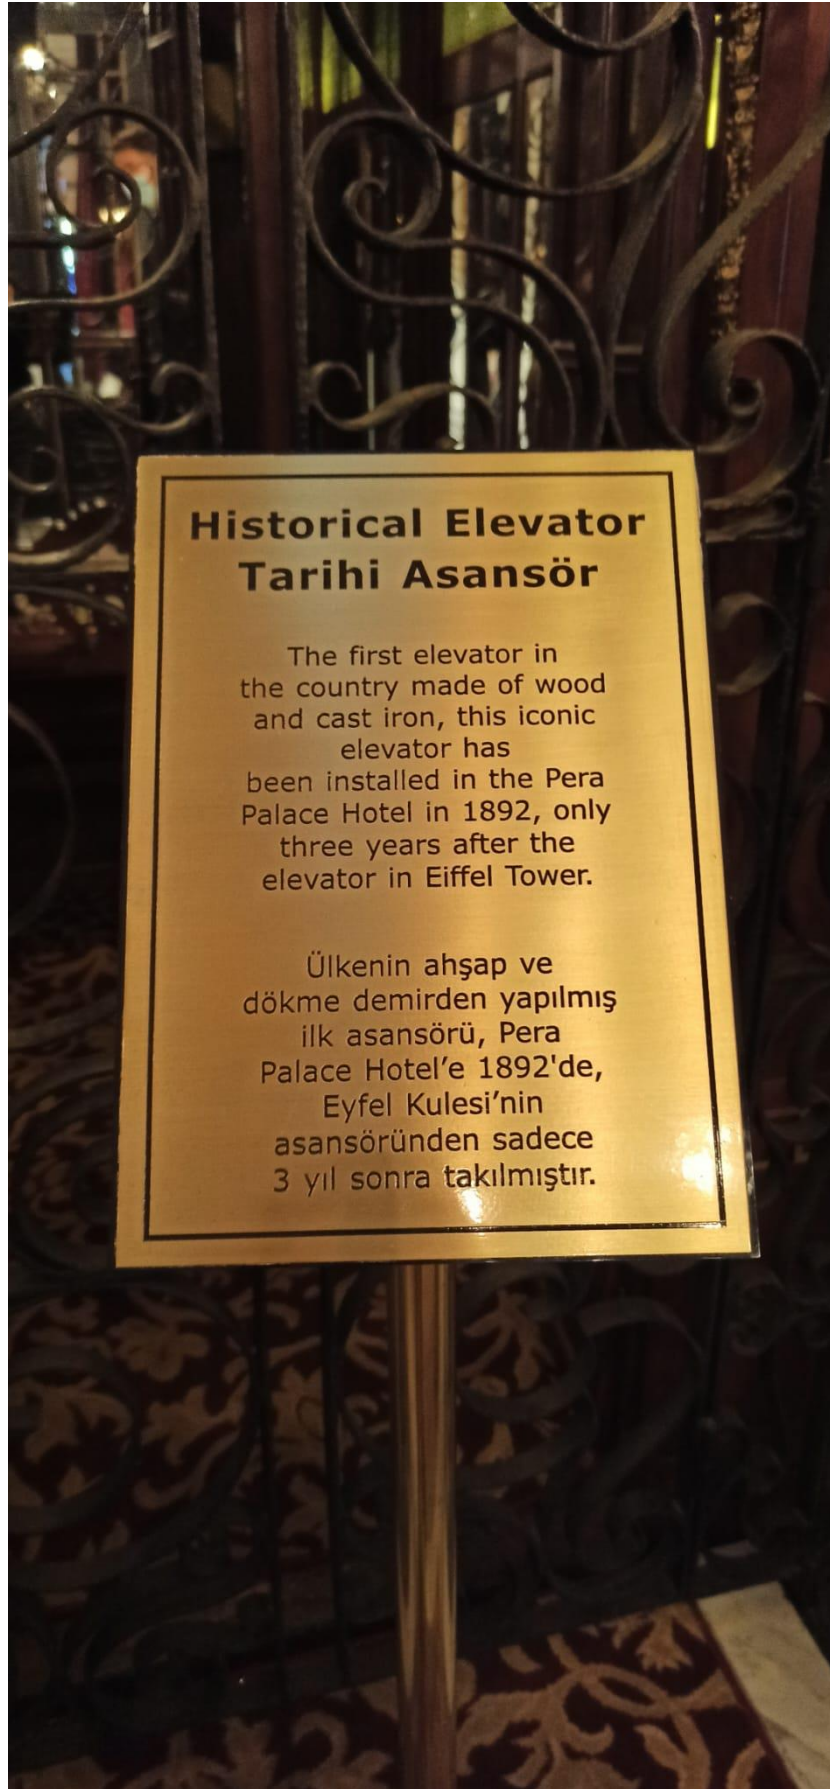 Historical Elevator
Tarihi Asansör
The first elevator in
the country made of wood
and cast iron, this iconic
elevator has
been installed in the Pera
Palace Hotel in 1892, only
three years after the
elevator in Eiffel Tower.
Ülkenin ahşap ve
dökme demirden yapılmış
ilk asansörü, Pera
Palace Hotel’e 1892'de,
Eyfel Kulesi’nin
asansöründen sadece
3 yıl sonra takılmıştır.